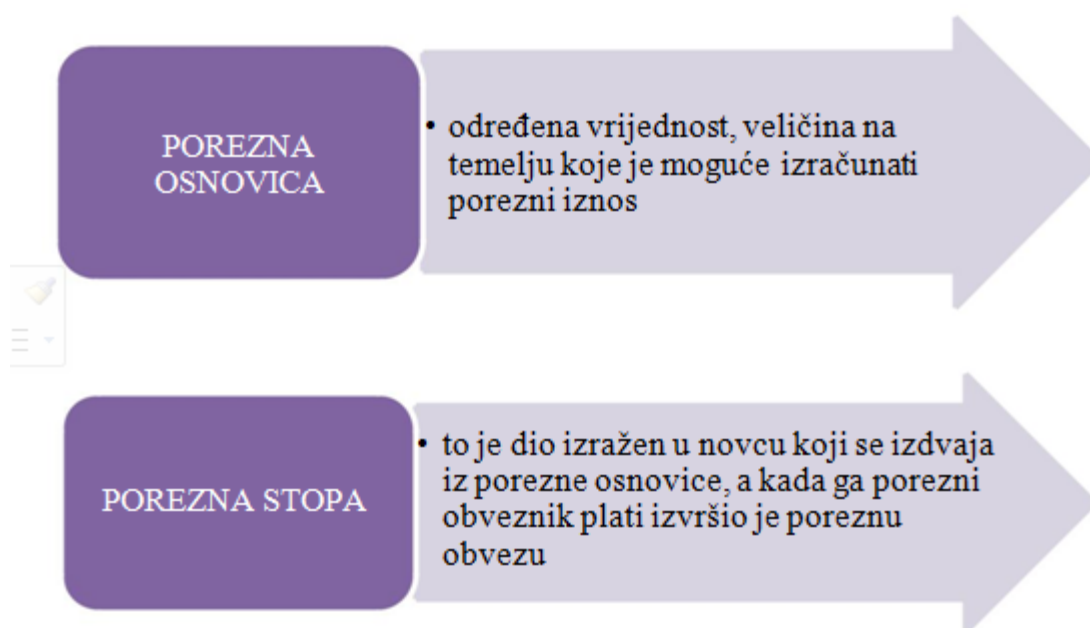 POREZNA
OSNOVICA
• određena vrijednost, veličina na
temelju koje je moguće izračunati
porezni iznos
POREZNA STOPA
• to je dio izražen u novcu koji se izdvaja
iz porezne osnovice, a kada ga porezni
obveznik plati izvršio je poreznu
obvezu